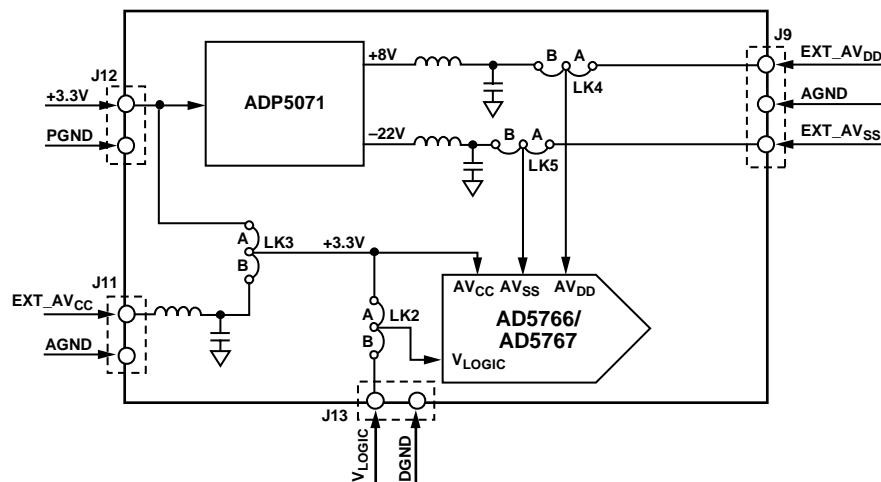 J12
+3.3V
PGND
ADP5071
+8V
–22V
B A
LK4
B A
LK5
J9
EXT_AVDD
AGND
EXT_AVSS
A
B
LK3
+3.3V
J11
EXT_AVCC
AGND
A
B
LK2
AVCC AVSS AVDD
AD5766/
AD5767
VLOGIC
J13
VLOGIC
DGND